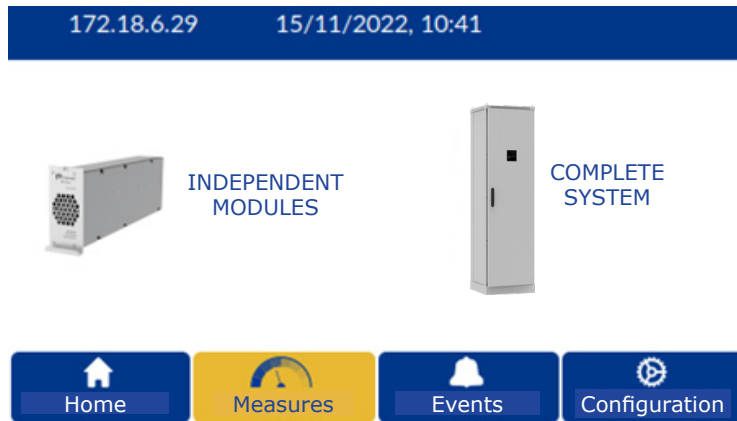 172.18.6.29 15/11/2022, 10:41
INDEPENDENT
MODULES
COMPLETE
SYSTEM
Home Measures Events Configuration